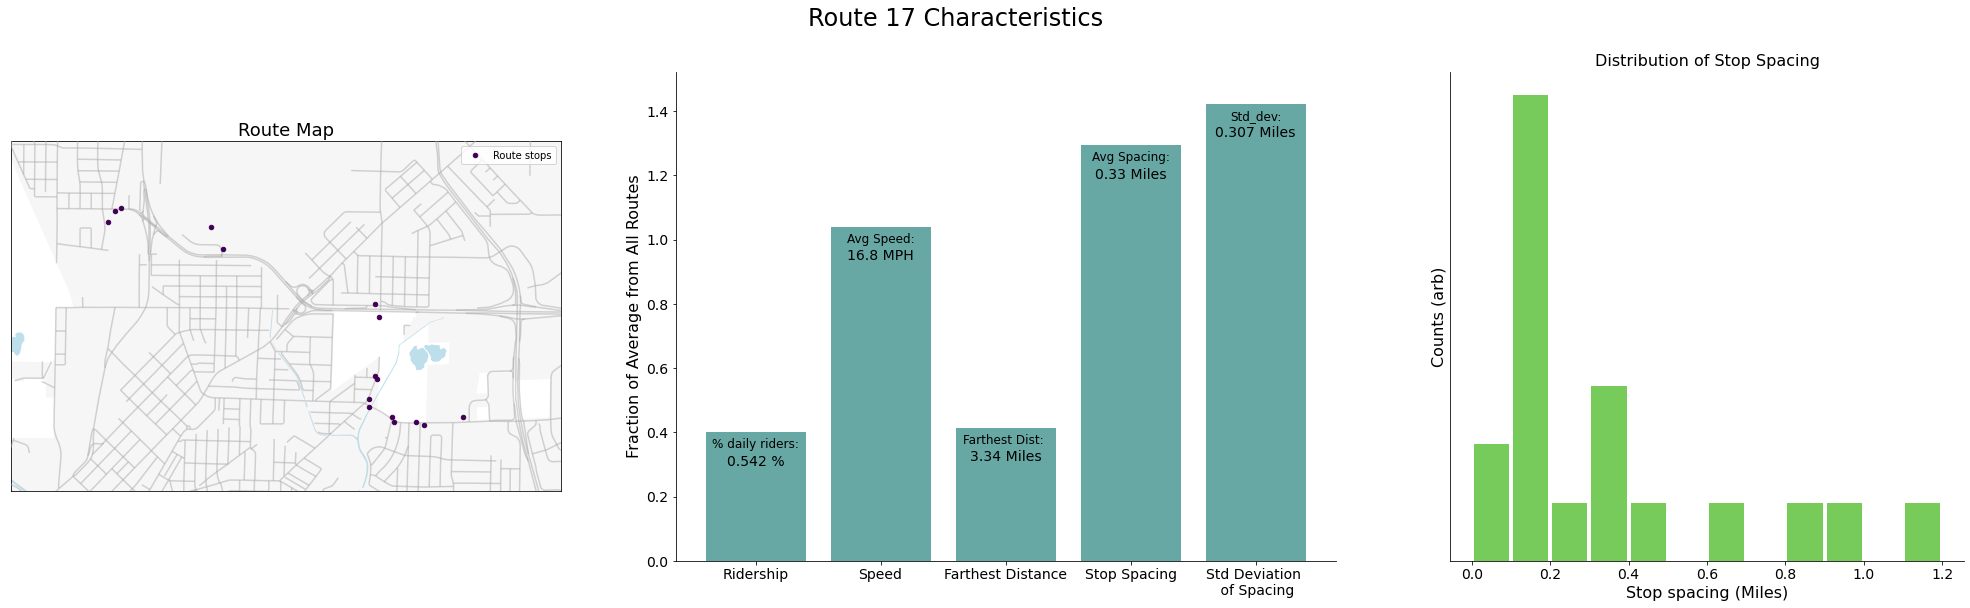 Route 17 Characteristics
Route Map
Route stops
Fraction of Average from All Routes
1.4
1.2
1.0
0.8
0.6
0.4
0.2
0.0
% daily riders:
0.542 %
Avg Speed:
16.8 MPH
Farthest Dist:
3.34 Miles
Avg Spacing:
0.33 Miles
Std_dev:
0.307 Miles
Ridership
Speed
Farthest Distance
Stop Spacing
Std Deviation
of Spacing
Distribution of Stop Spacing
Counts (arb)
0.0 0.2 0.4 0.6 0.8 1.0 1.2
Stop spacing (Miles)